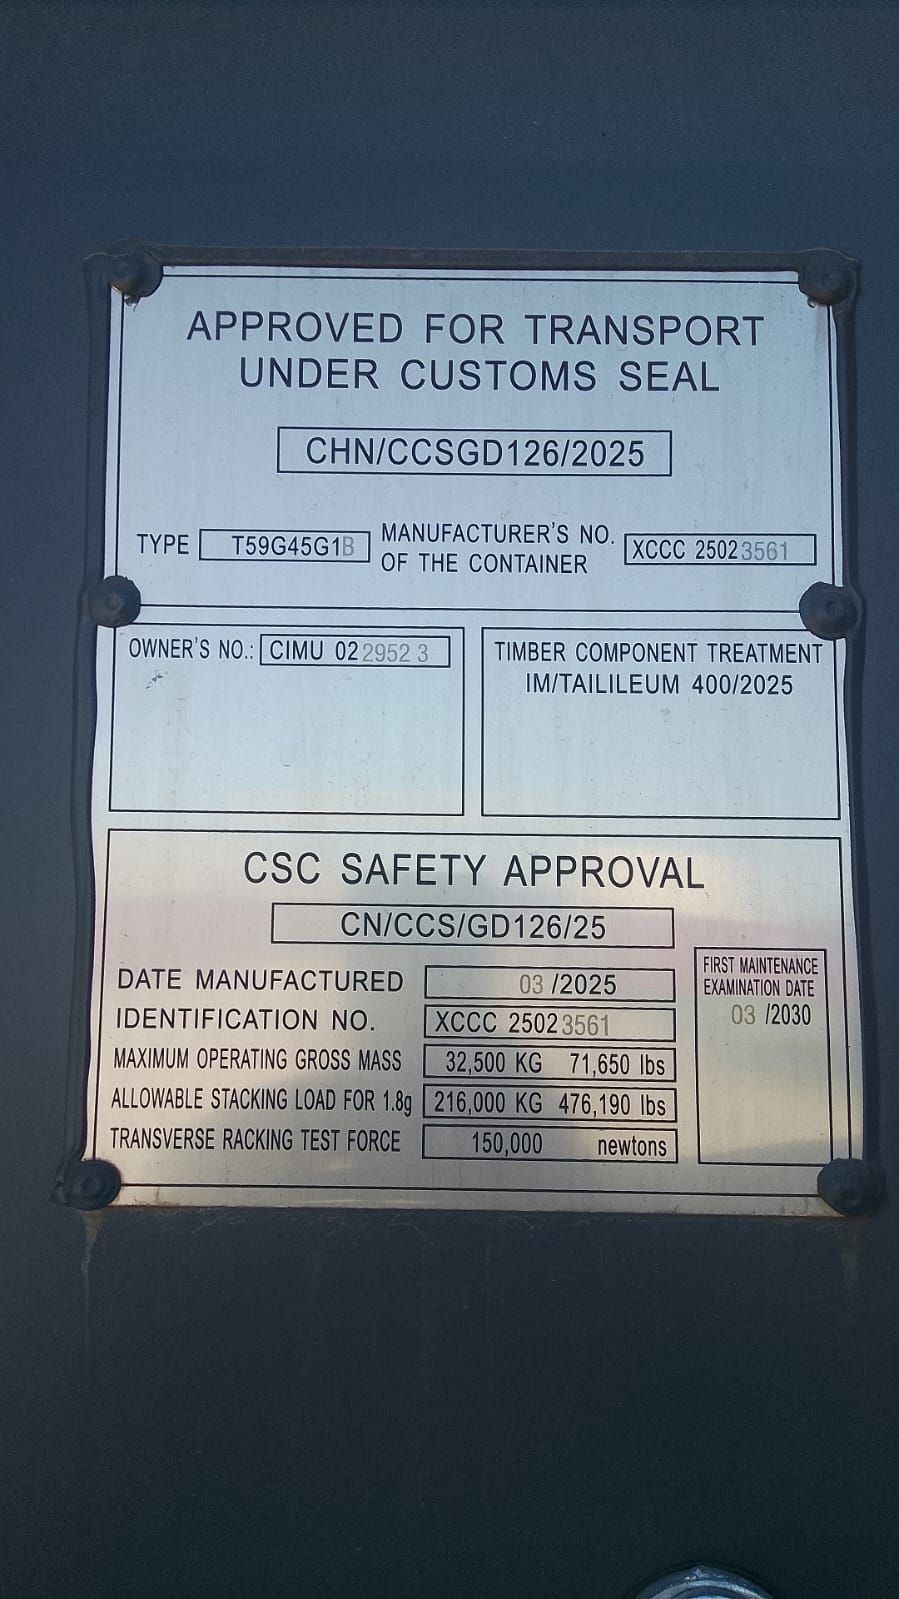 APPROVED FOR TRANSPORT
UNDER CUSTOMS SEAL
CHN/CCSGD126/2025
TYPE T59G45G1B MANUFACTURER'S NO. OF THE CONTAINER XCCC 25023561
OWNER'S NO.: CIMU 022952 3
TIMBER COMPONENT TREATMENT
IM/TAILILEUM 400/2025
CSC SAFETY APPROVAL
CN/CCS/GD126/25
DATE MANUFACTURED 03 /2025
IDENTIFICATION NO. XCCC 25023561
MAXIMUM OPERATING GROSS MASS 32,500 KG 71,650 lbs
ALLOWABLE STACKING LOAD FOR 1.8g 216,000 KG 476,190 lbs
TRANSVERSE RACKING TEST FORCE 150,000 newtons
FIRST MAINTENANCE
EXAMINATION DATE
03 /2030